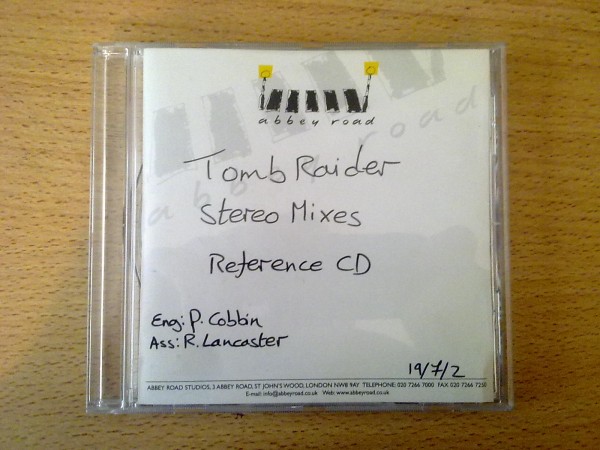 abbey road
Tomb Raider
Stereo Mixes
Reference CD
Eng: P. Cobbin
Ass: R. Lancaster
19/7/2
ABBEY ROAD STUDIOS, 3 ABBEY ROAD, ST JOHN'S WOOD, LONDON NW8 9AY TELEPHONE: 020 7266 7000 FAX 020 7266 7250
E-mail: info@abbeyroad.co.uk Web: www.abbeyroad.co.uk